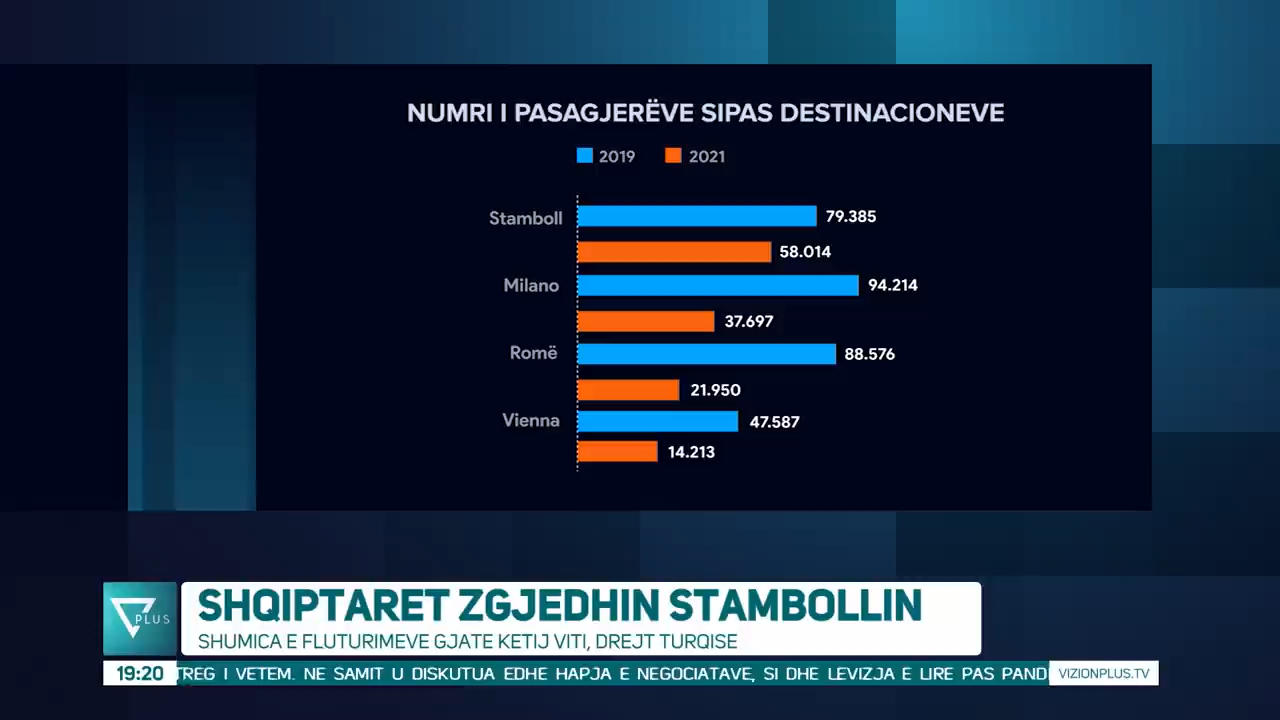 NUMRI I PASAGJERËVE SIPAS DESTINACIONEVE
2019 2021
Stamboll 79.385
58.014
Milano 94.214
37.697
Romë 88.576
21.950
Vienna 47.587
14.213
PLUS
SHQIPTARET ZGJEDHIN STAMBOLLIN
SHUMICA E FLUTURIMEVE GJATE KETIJ VITI, DREJT TURQISE
19:20 TREG I VETEM. NE SAMIT U DISKUTUA EDHE HAPJA E NEGOCIATAVE, SI DHE LEVIZJA E LIRE PAS PAND VIZIONPLUS.TV